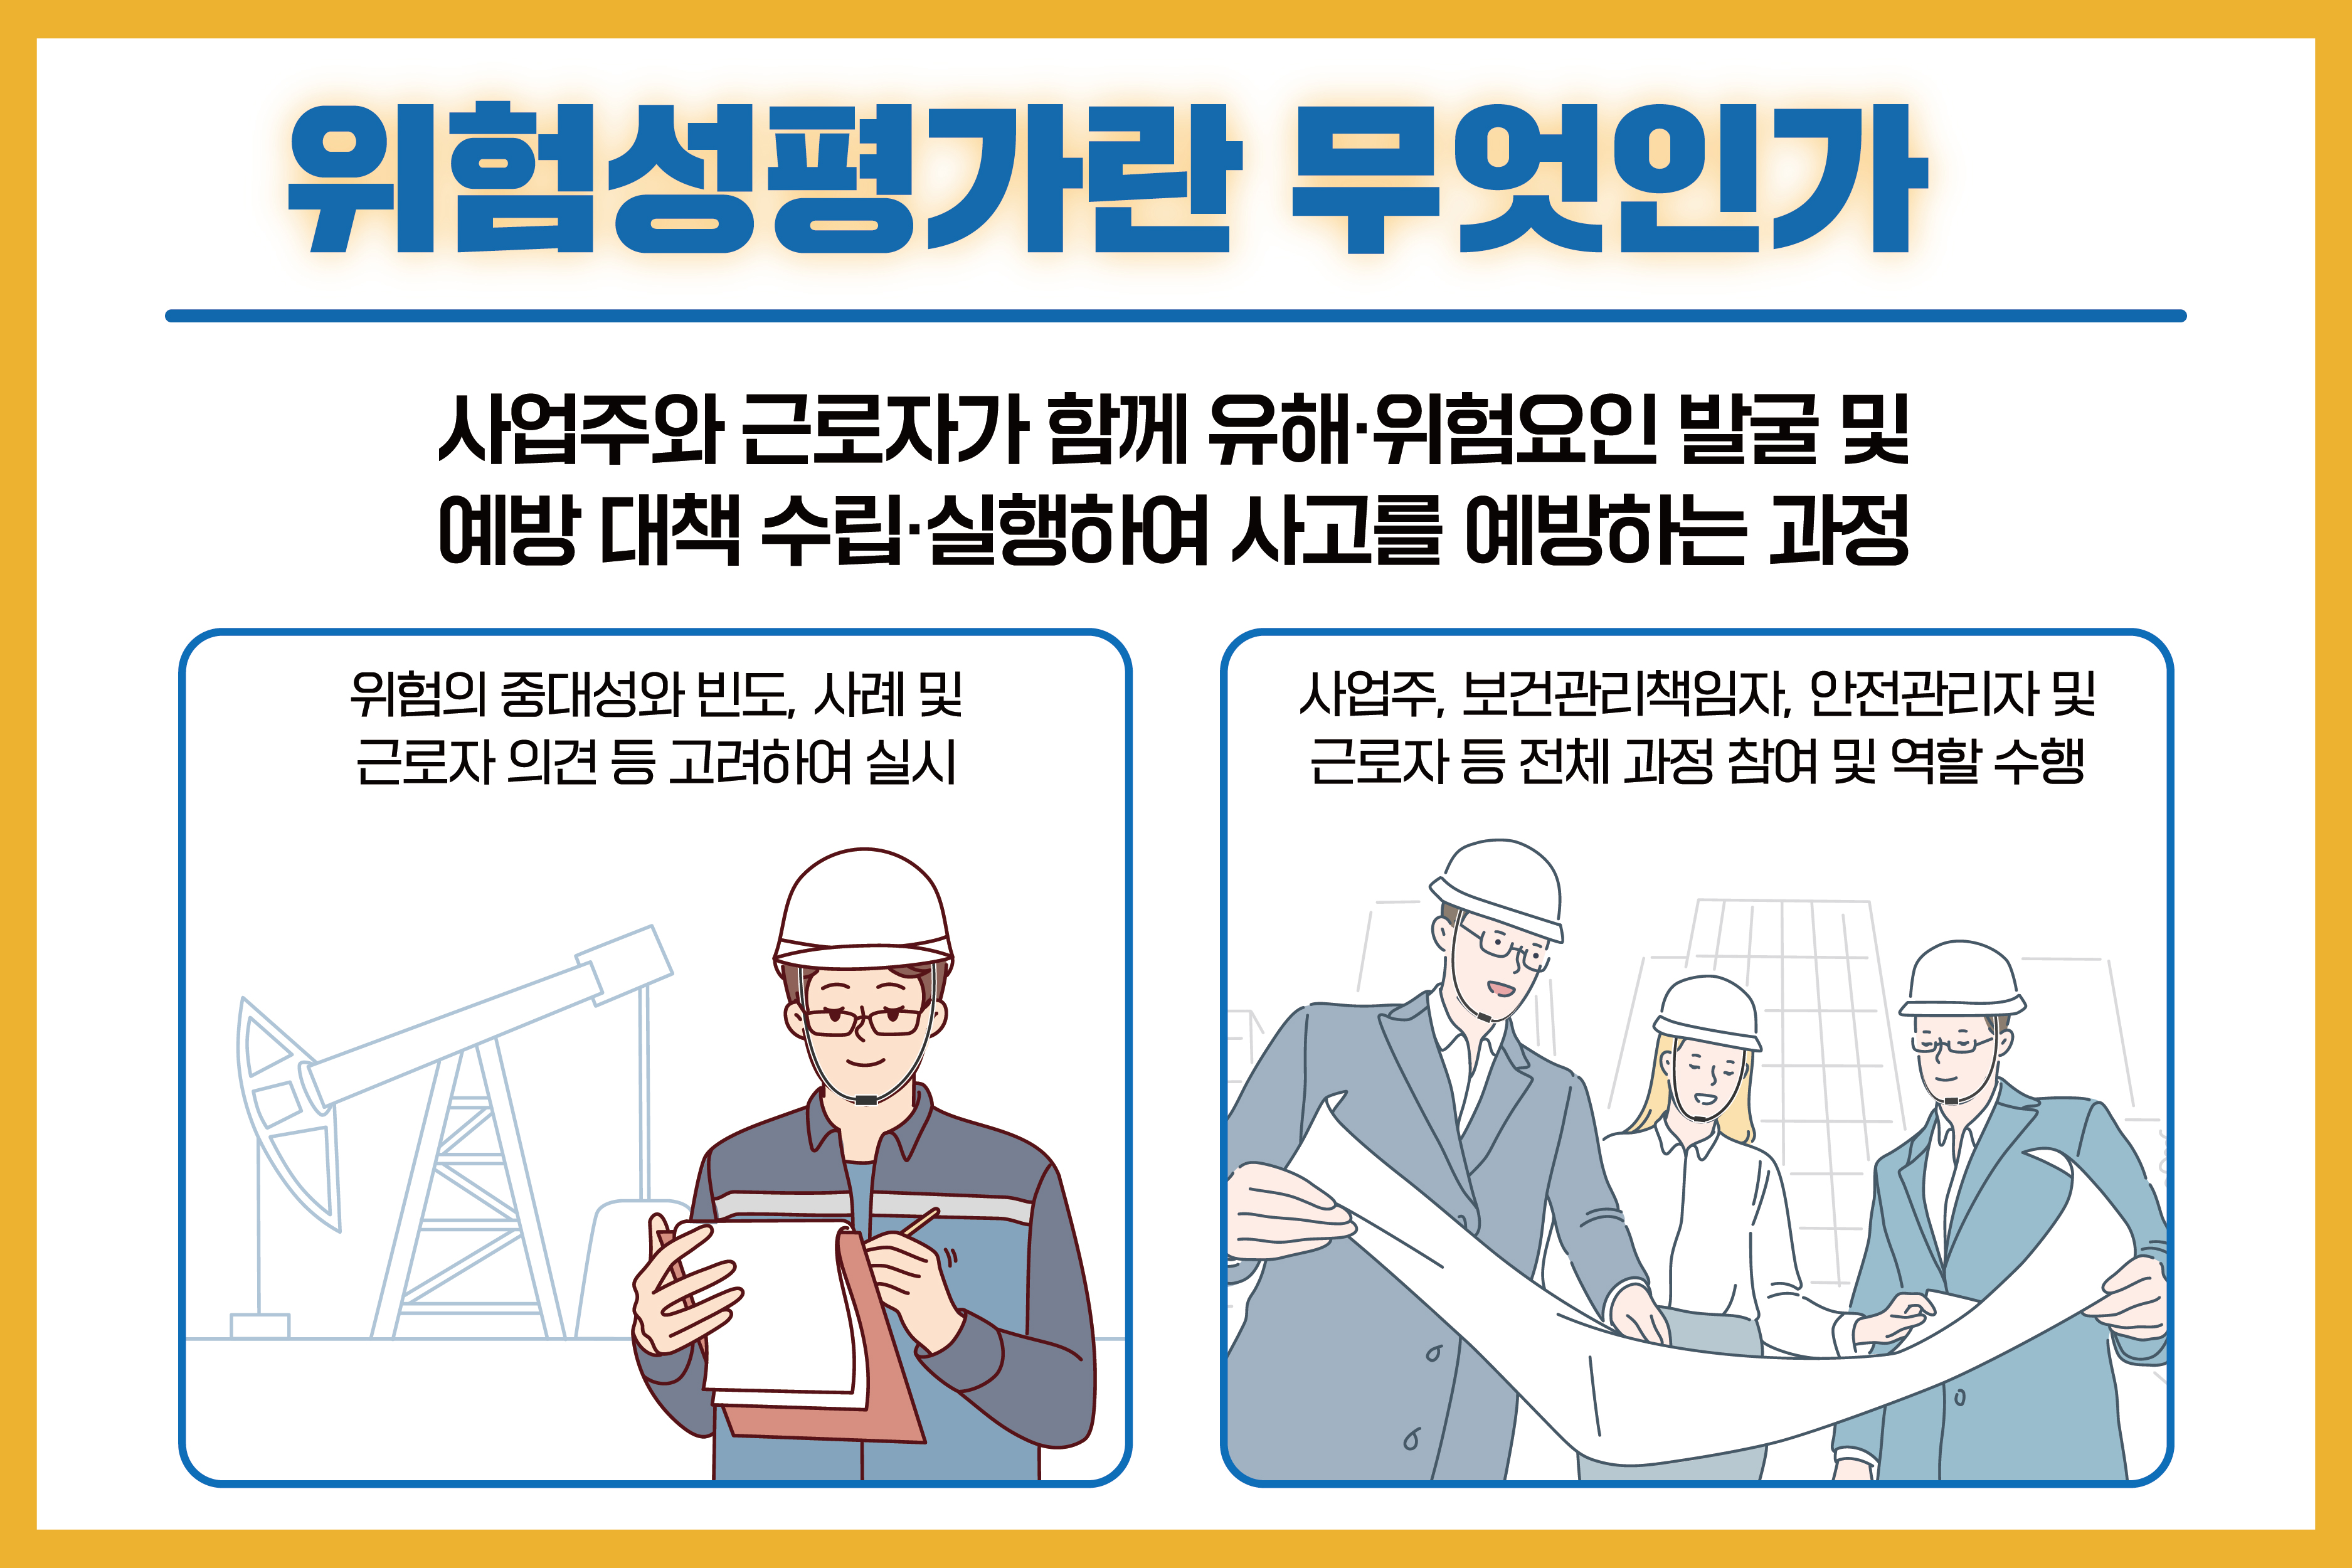 위험성평가란 무엇인가
사업주와 근로자가 함께 유해·위험요인 발굴 및
예방 대책 수립·실행하여 사고를 예방하는 과정
위험의 중대성와 빈도, 사례 및
근로자 의견 등 고려하여 실시
사업주, 보건관리책임자, 안전관리자 및
근로자 등 전체 과정 참여 및 역할 수행